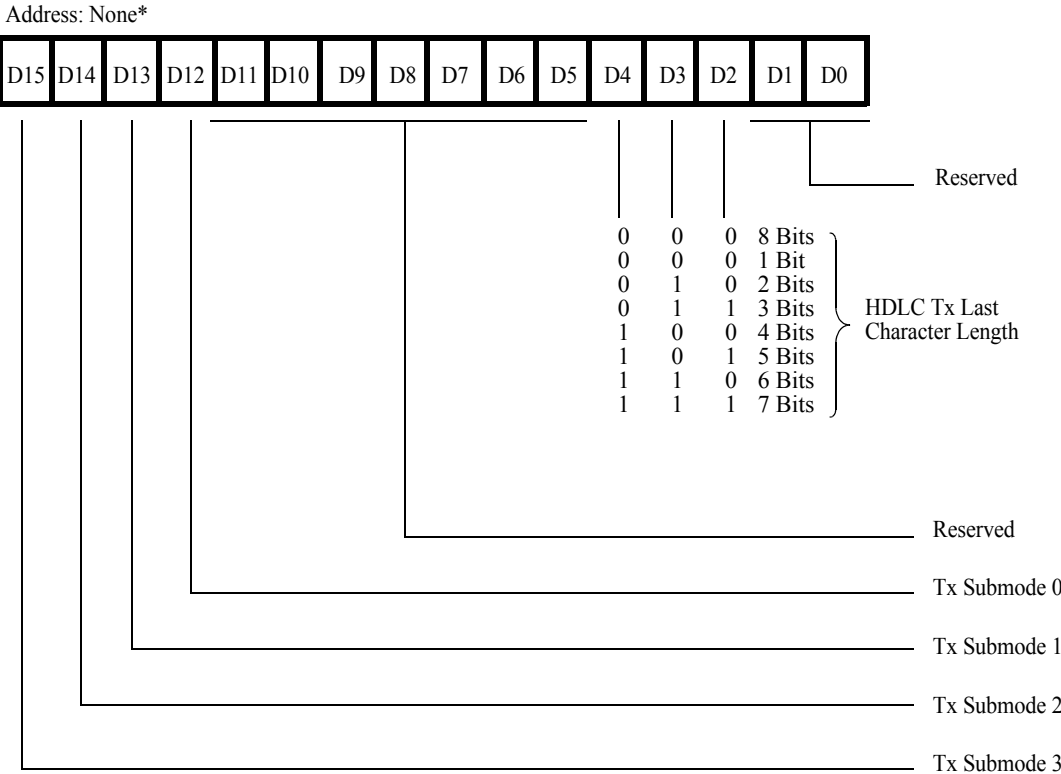 Address: None*
D15 D14 D13 D12 D11 D10 D9 D8 D7 D6 D5 D4 D3 D2 D1 D0
Reserved
0 0 0 8 Bits
0 0 0 1 Bit
0 1 0 2 Bits
0 1 1 3 Bits
1 0 0 4 Bits
1 0 1 5 Bits
1 1 0 6 Bits
1 1 1 7 Bits
HDLC Tx Last
Character Length
Reserved
Tx Submode 0
Tx Submode 1
Tx Submode 2
Tx Submode 3